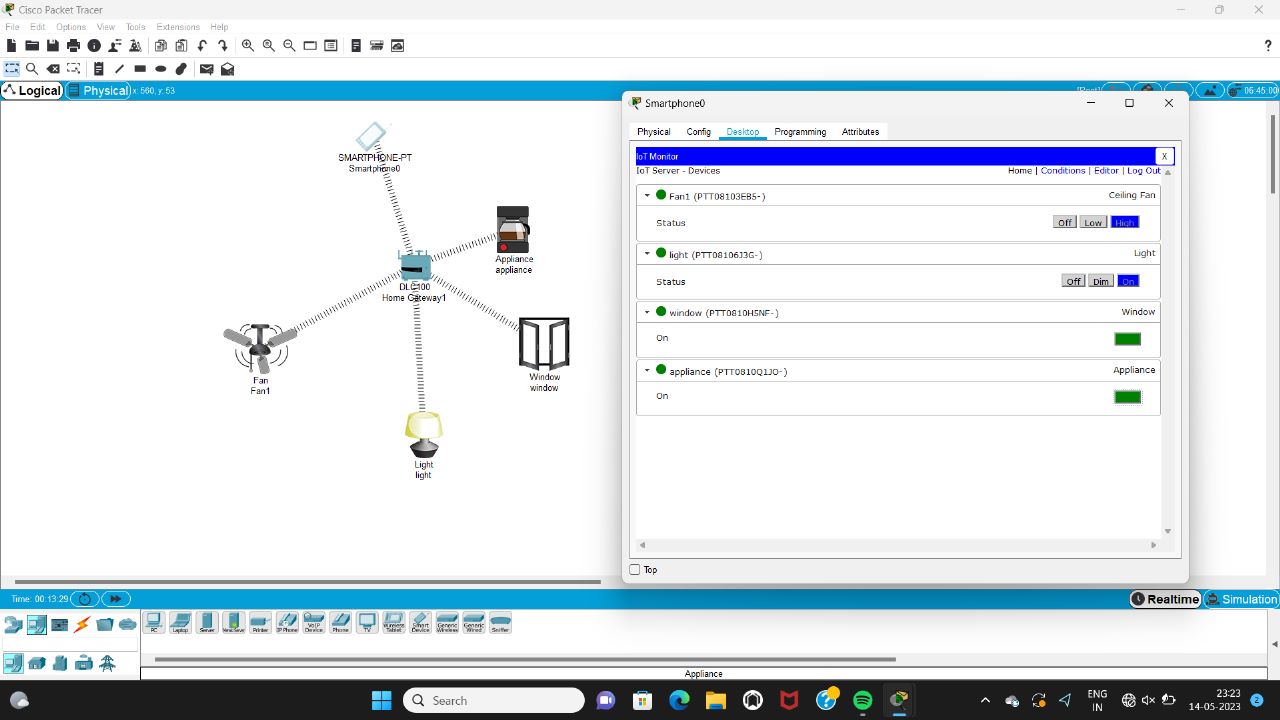 Cisco Packet Tracer
File Edit Options View Tools Extensions Help
?
Logical Physical x: 560, y: 53
[Root] 06:45:00
Smartphone0
Physical Config Desktop Programming Attributes
IoT Monitor X
IoT Server - Devices Home | Conditions | Editor | Log Out
Fan1 (PTT08103EB5-) Ceiling Fan
Status Off Low High
light (PTT08106J3G-) Light
Status Off Dim On
window (PTT0810H5NF-) Window
On
appliance (PTT0810Q1JO-) Appliance
On
Top
SMARTPHONE-PT
Smartphone0
Appliance
appliance
DLC100
Home Gateway1
Fan
Fan1
Window
window
Light
light
Time: 00:13:29 Realtime Simulation
PC Laptop Server Printer IP Phone VoIP Device Phone TV Wireless Tablet Smart Device Generic Wireless Generic Wired Sniffer
Appliance
Search ENG 23:23
IN 14-05-2023 2